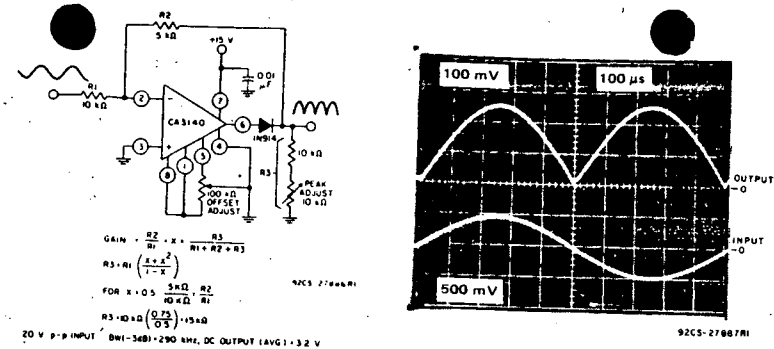 R2
5 kΩ
+15 V
0.01
μF
R1
10 kΩ
2
7
CA3140
6
3
4
5
1
8
1N914
10 kΩ
R3
PEAK
ADJUST
10 kΩ
100 kΩ
OFFSET
ADJUST
GAIN = R2/R1 = X = R3/(R1 + R2 + R3)
R3 = R1 (X + X²/1 - X)
FOR X = 0.5 5 kΩ/10 kΩ = R2/R1
R3 = 10 kΩ (0.75/0.5) = 15 kΩ
20 V p-p INPUT BW(-3dB) = 290 kHz, DC OUTPUT (AVG) = 3.2 V
92CS-27866R1
100 mV
100 μs
OUTPUT
0
INPUT
0
500 mV
92CS-27867R1